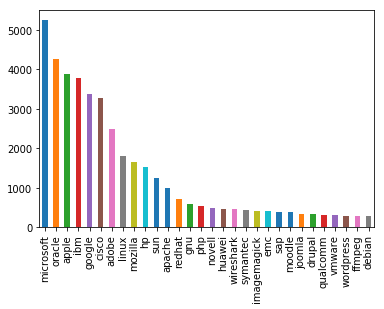 5000
4000
3000
2000
1000
0
microsoft
oracle
apple
ibm
google
cisco
adobe
linux
mozilla
hp
sun
apache
redhat
gnu
php
novell
huawei
wireshark
symantec
imagemagick
emc
sap
moodle
joomla
drupal
qualcomm
vmware
wordpress
ffmpeg
debian